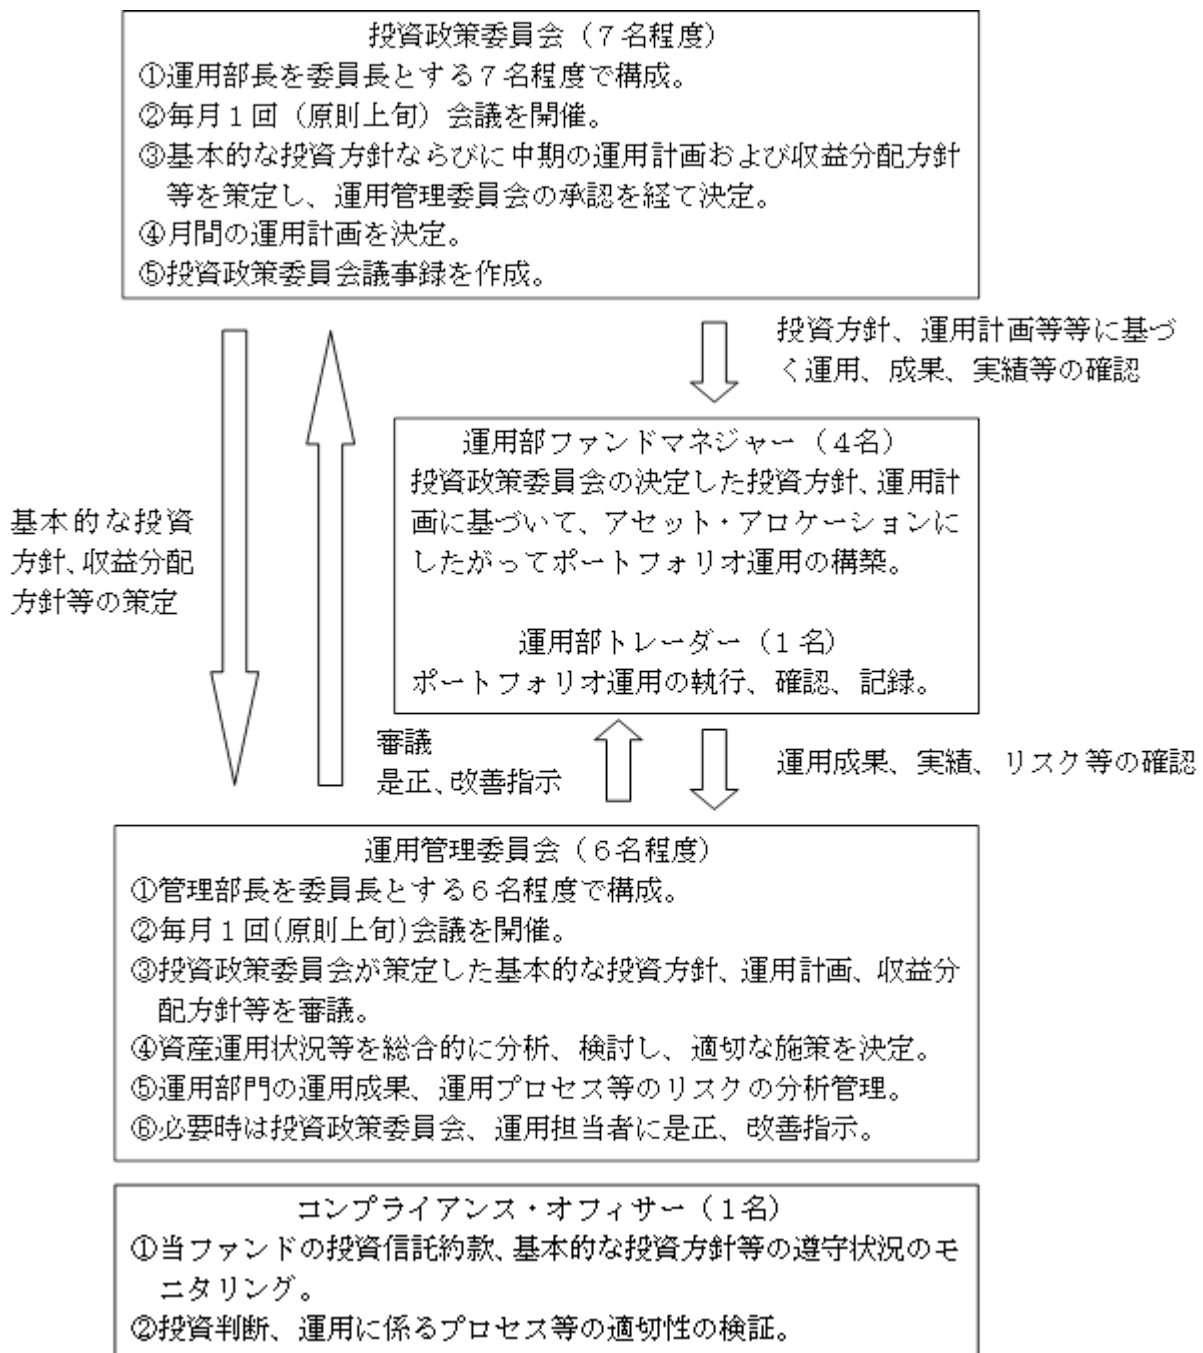 投資政策委員会（７名程度）
①運用部長を委員長とする７名程度で構成。
②毎月１回（原則上旬）会議を開催。
③基本的な投資方針ならびに中期の運用計画および収益分配方針
等を策定し、運用管理委員会の承認を経て決定。
④月間の運用計画を決定。
⑤投資政策委員会議事録を作成。
投資方針、運用計画等等に基づ
く運用、成果、実績等の確認
運用部ファンドマネジャー（４名）
投資政策委員会の決定した投資方針、運用計
画に基づいて、アセット・アロケーションに
したがってポートフォリオ運用の構築。
運用部トレーダー（１名）
ポートフォリオ運用の執行、確認、記録。
基本的な投資
方針、収益分配
方針等の策定
審議
是正、改善指示
運用成果、実績、リスク等の確認
運用管理委員会（６名程度）
①管理部長を委員長とする６名程度で構成。
②毎月１回(原則上旬)会議を開催。
③投資政策委員会が策定した基本的な投資方針、運用計画、収益分
配方針等を審議。
④資産運用状況等を総合的に分析、検討し、適切な施策を決定。
⑤運用部門の運用成果、運用プロセス等のリスクの分析管理。
⑥必要時は投資政策委員会、運用担当者に是正、改善指示。
コンプライアンス・オフィサー（１名）
①当ファンドの投資信託約款、基本的な投資方針等の遵守状況のモ
ニタリング。
②投資判断、運用に係るプロセス等の適切性の検証。